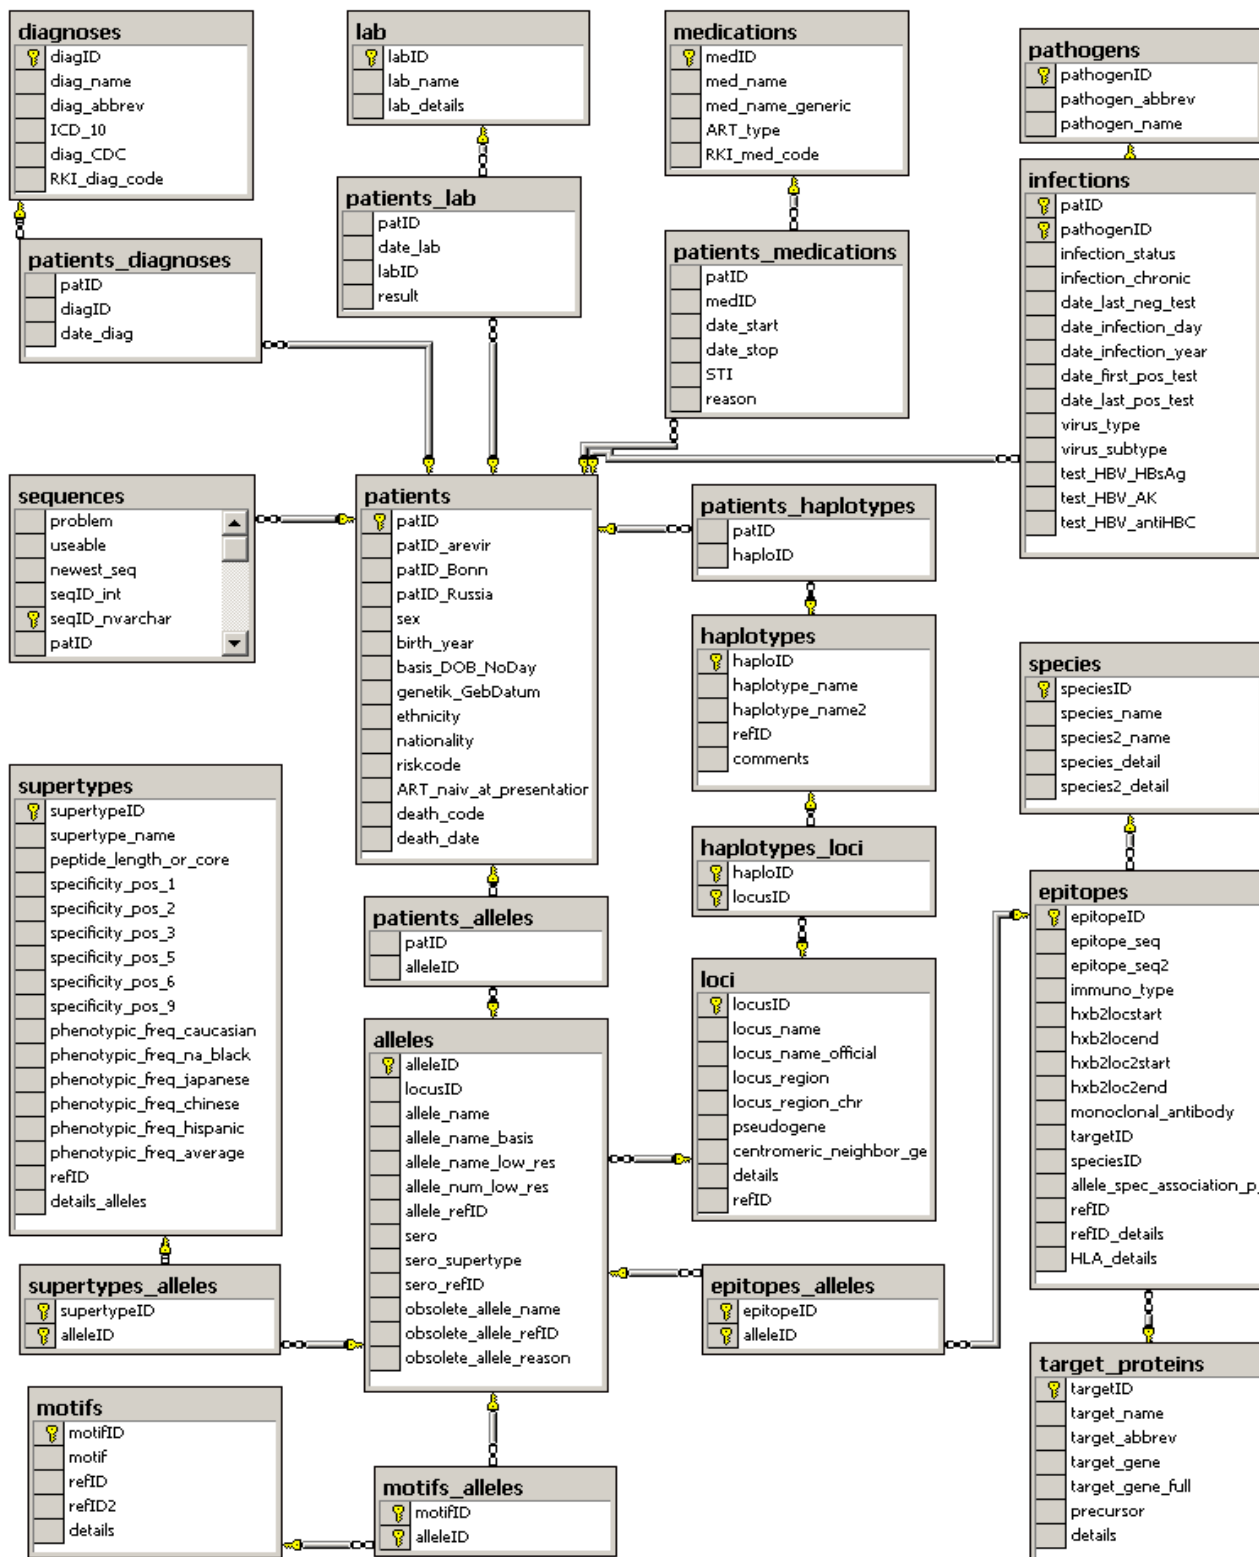 diagnoses
diagID
diag_name
diag_abbrev
ICD_10
diag_CDC
RKI_diag_code
lab
labID
lab_name
lab_details
medications
medID
med_name
med_name_generic
ART_type
RKI_med_code
pathogens
pathogenID
pathogen_abbrev
pathogen_name
patients_diagnoses
patID
diagID
date_diag
patients_lab
patID
date_lab
labID
result
patients_medications
patID
medID
date_start
date_stop
STI
reason
infections
patID
pathogenID
infection_status
infection_chronic
date_last_neg_test
date_infection_day
date_infection_year
date_first_pos_test
date_last_pos_test
virus_type
virus_subtype
test_HBV_HBsAg
test_HBV_AK
test_HBV_antiHBC
sequences
problem
useable
newest_seq
seqID_int
seqID_nvarchar
patID
patients
patID
patID_arevir
patID_Bonn
patID_Russia
sex
birth_year
basis_DOB_NoDay
genetik_GebDatum
ethnicity
nationality
riskcode
ART_naiv_at_presentation
death_code
death_date
patients_haplotypes
patID
haploID
haplotypes
haploID
haplotype_name
haplotype_name2
refID
comments
species
speciesID
species_name
species2_name
species_detail
species2_detail
supertypes
supertypeID
supertype_name
peptide_length_or_core
specificity_pos_1
specificity_pos_2
specificity_pos_3
specificity_pos_5
specificity_pos_6
specificity_pos_9
phenotypic_freq_caucasian
phenotypic_freq_na_black
phenotypic_freq_japanese
phenotypic_freq_chinese
phenotypic_freq_hispanic
phenotypic_freq_average
refID
details_alleles
patients_alleles
patID
alleleID
haplotypes_loci
haploID
locusID
loci
locusID
locus_name
locus_name_official
locus_region
locus_region_chr
pseudogene
centromeric_neighbor_ge
details
refID
epitopes
epitopeID
epitope_seq
epitope_seq2
immuno_type
hxb2locstart
hxb2locend
hxb2loc2start
hxb2loc2end
monoclonal_antibody
targetID
speciesID
allele_spec_association_p_
refID
refID_details
HLA_details
alleles
alleleID
locusID
allele_name
allele_name_basis
allele_name_low_res
allele_num_low_res
allele_refID
sero
sero_supertype
sero_refID
obsolete_allele_name
obsolete_allele_refID
obsolete_allele_reason
supertypes_alleles
supertypeID
alleleID
epitopes_alleles
epitopeID
alleleID
motifs
motifID
motif
refID
refID2
details
motifs_alleles
motifID
alleleID
target_proteins
targetID
target_name
target_abbrev
target_gene
target_gene_full
precursor
details